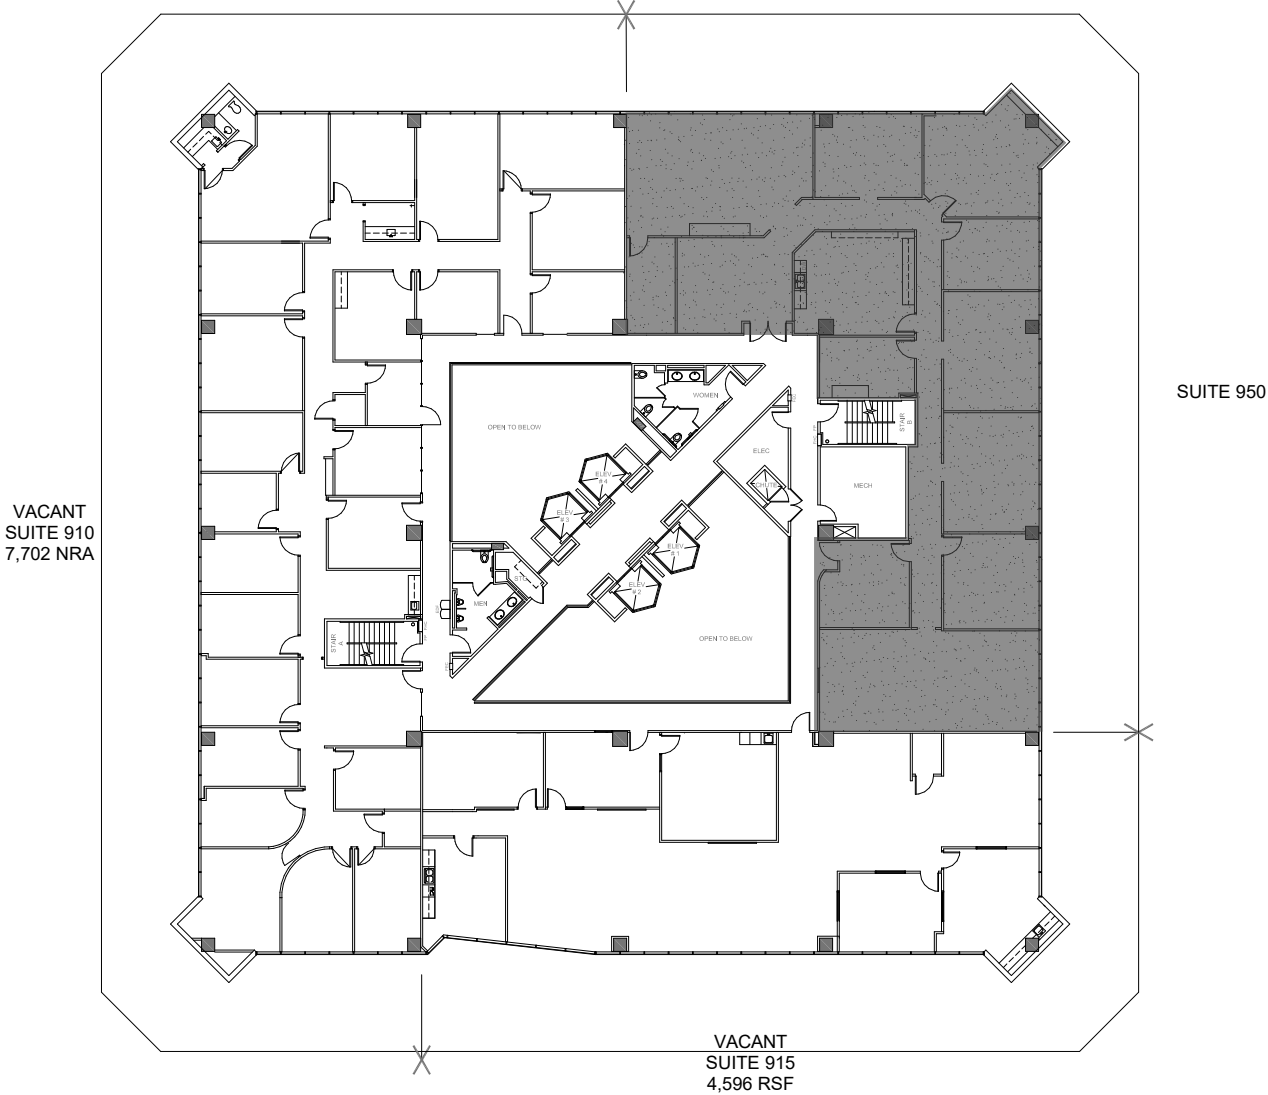 SUITE 950
WOMEN
OPEN TO BELOW
STAIR
B
ELEC
ELEV
# 4
CHUTE
MECH
VACANT
SUITE 910
7,702 NRA
ELEV
# 3
ELEV
# 1
STO
ELEV
# 2
MEN
STAIR
A
OPEN TO BELOW
VACANT
SUITE 915
4,596 RSF